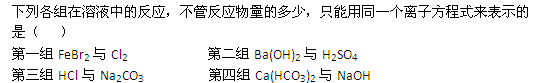 下列各组在溶液中的反应，不管反应物量的多少，只能用同一个离子方程式来表示的
是（　）
第一组 FeBr₂ 与 Cl₂　　第二组 Ba(OH)₂ 与 H₂SO₄
第三组 HCl 与 Na₂CO₃　　第四组 Ca(HCO₃)₂ 与 NaOH